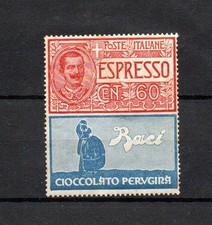 POSTE ITALIANE
ESPRESSO
CENT. 60
Baci
CIOCCOLATO PERUGINA